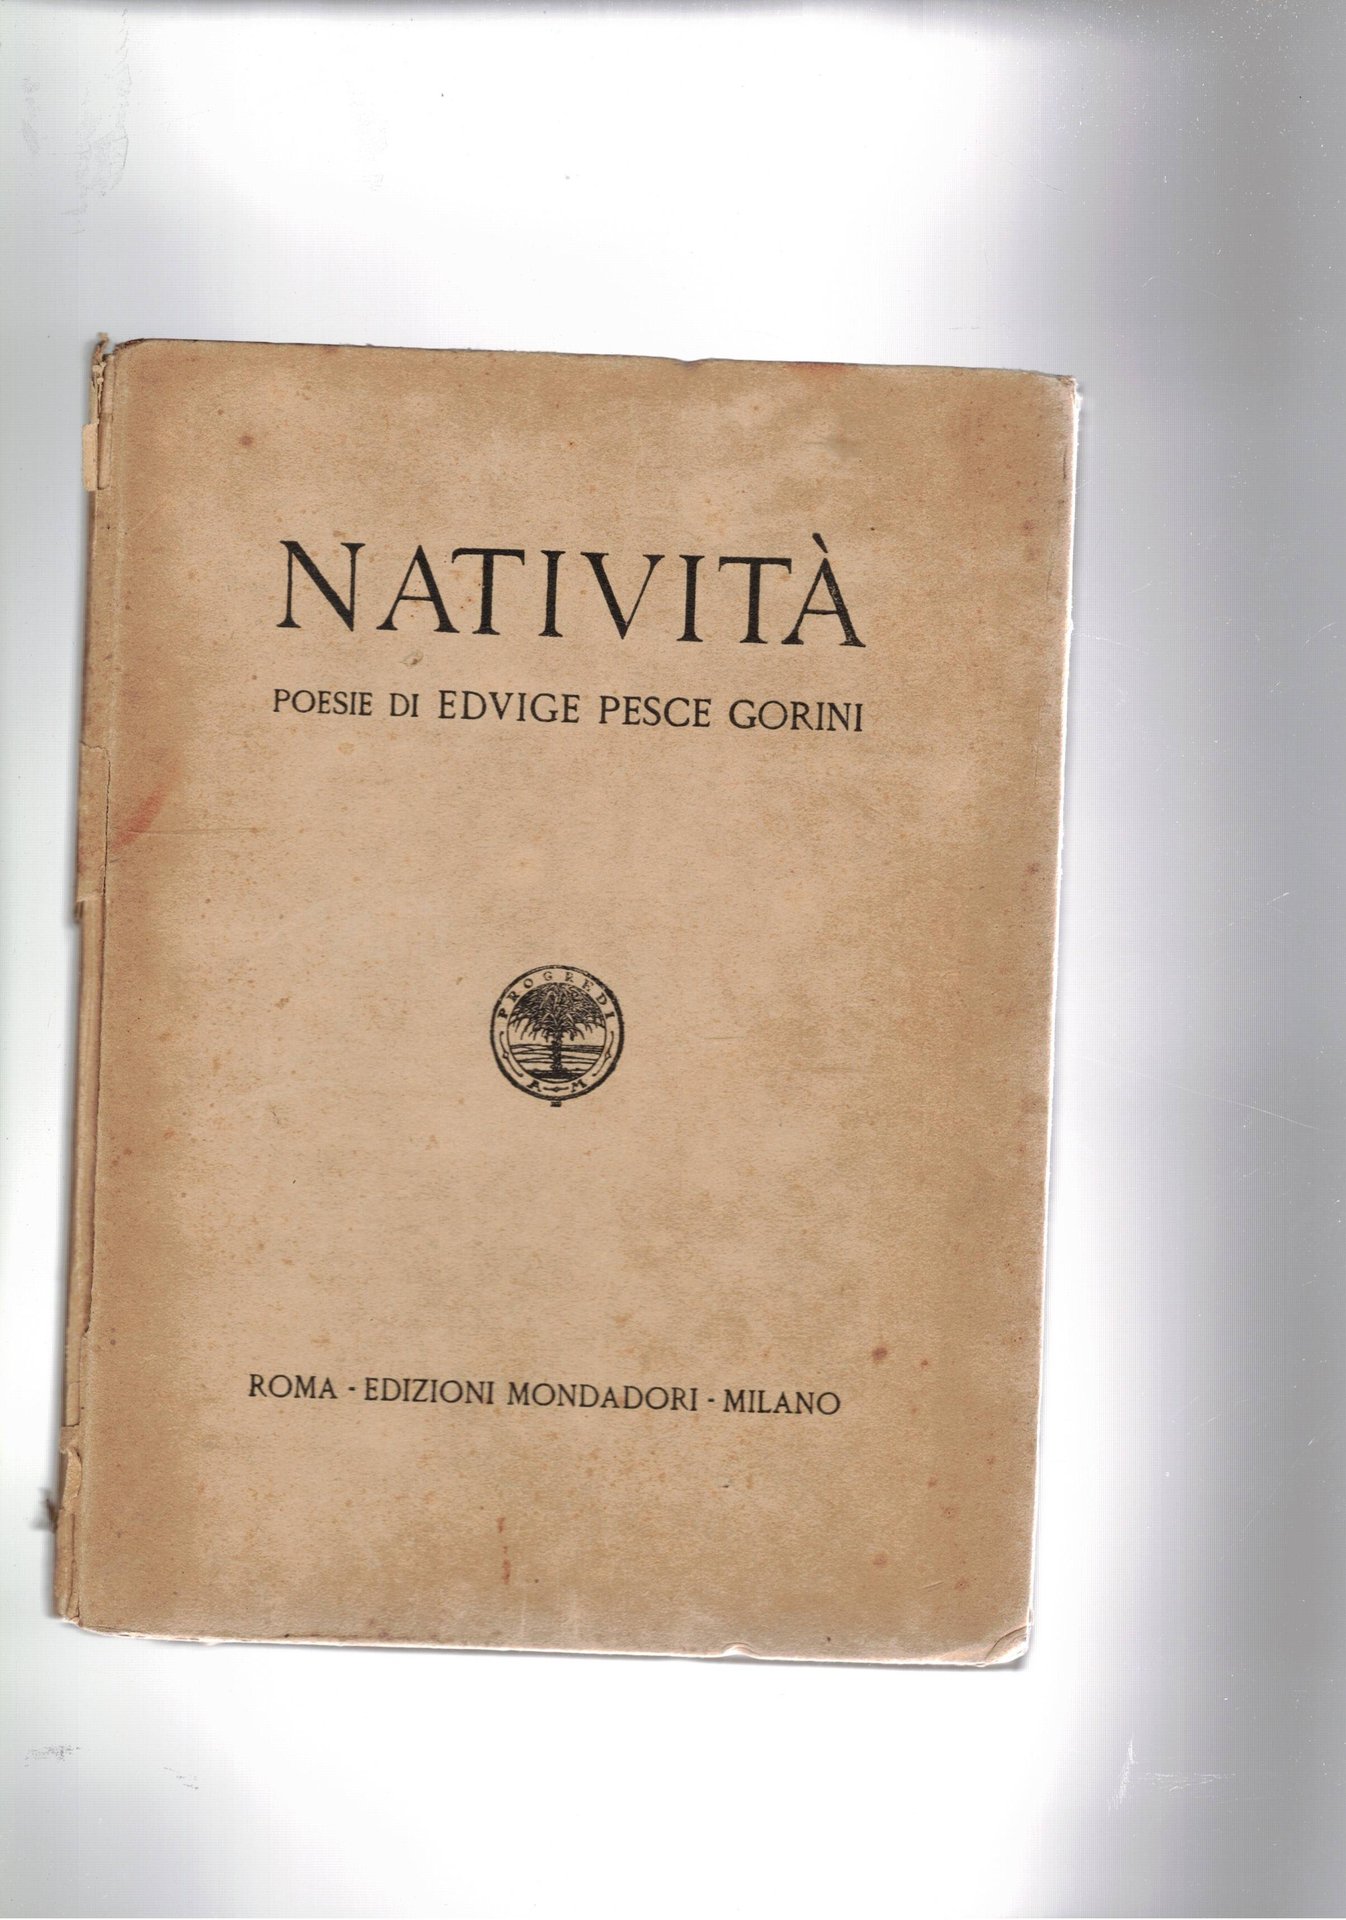 NATIVITÀ
POESIE DI EDVIGE PESCE GORINI
PROGREDI
A M
ROMA - EDIZIONI MONDADORI - MILANO